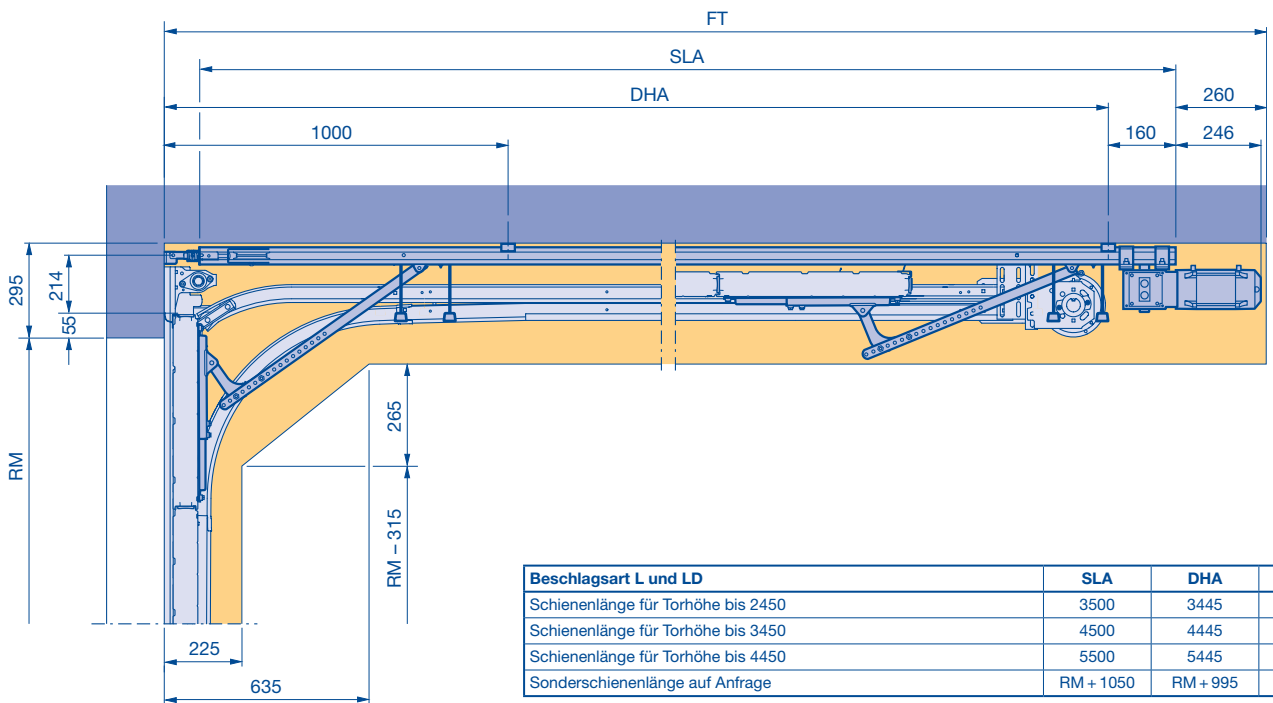 FT
SLA
DHA
260
1000
160
246
295
214
55
RM
265
RM – 315
225
635
Beschlagsart L und LD SLA DHA
Schienenlänge für Torhöhe bis 2450 3500 3445
Schienenlänge für Torhöhe bis 3450 4500 4445
Schienenlänge für Torhöhe bis 4450 5500 5445
Sonderschienenlänge auf Anfrage RM + 1050 RM + 995